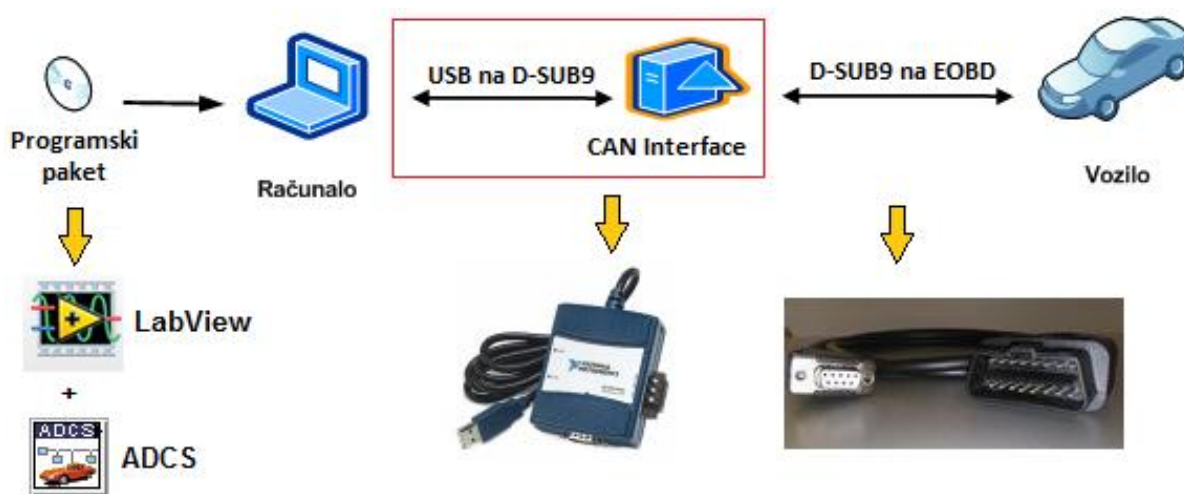 Programski
paket
Računalo
USB na D-SUB9
CAN Interface
D-SUB9 na EOBD
Vozilo
LabView
+
ADCS
ADCS